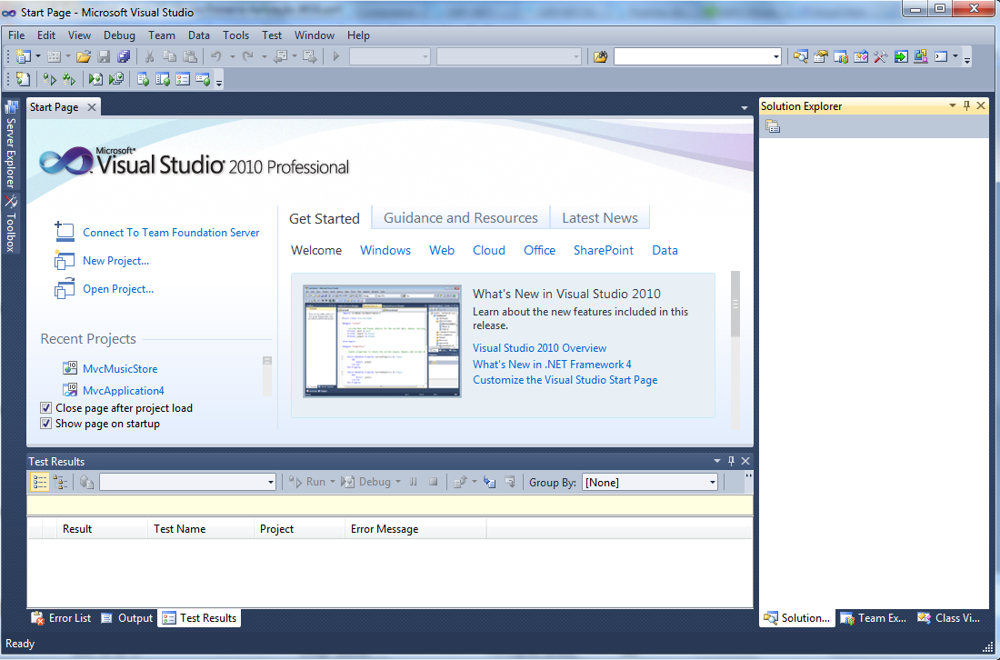 Start Page - Microsoft Visual Studio
File Edit View Debug Team Data Tools Test Window Help
Server Explorer
Toolbox
Start Page
Microsoft®
Visual Studio® 2010 Professional
Connect To Team Foundation Server
New Project...
Open Project...
Recent Projects
MvcMusicStore
MvcApplication4
Close page after project load
Show page on startup
Get Started Guidance and Resources Latest News
Welcome Windows Web Cloud Office SharePoint Data
What's New in Visual Studio 2010
Learn about the new features included in this
release.
Visual Studio 2010 Overview
What's New in .NET Framework 4
Customize the Visual Studio Start Page
Test Results
Run Debug Group By: [None]
Result Test Name Project Error Message
Error List Output Test Results
Solution Explorer
Solution... Team Ex... Class Vi...
Ready